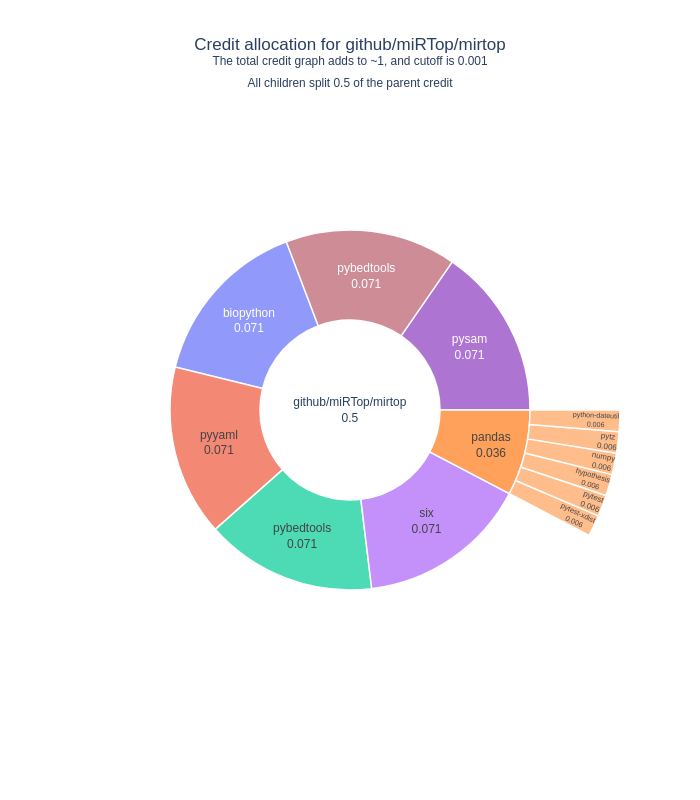 Credit allocation for github/miRTop/mirtop
The total credit graph adds to ~1, and cutoff is 0.001
All children split 0.5 of the parent credit
pybedtools
0.071
biopython
0.071
pysam
0.071
github/miRTop/mirtop
0.5
pyyaml
0.071
pandas
0.036
python-dateutil
0.006
pytz
0.006
numpy
0.006
hypothesis
0.006
pytest
0.006
pytest-xdist
0.006
six
0.071
pybedtools
0.071